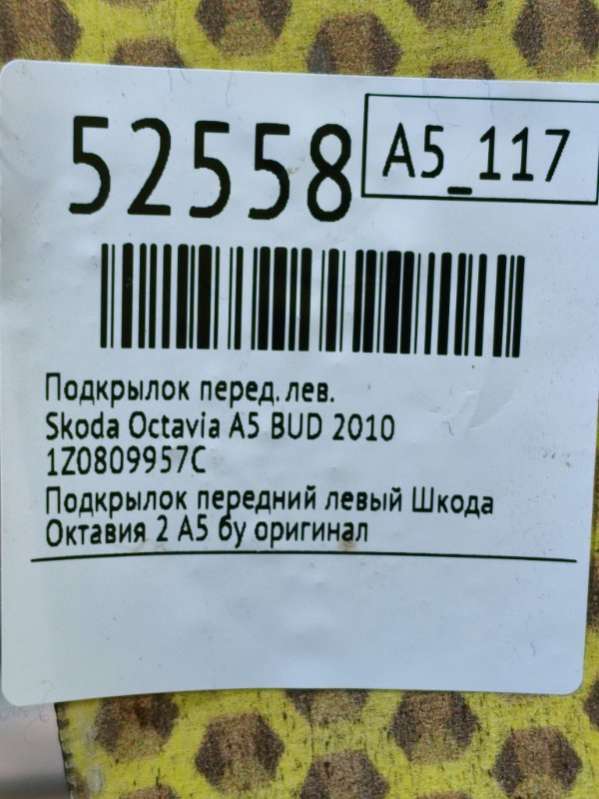 52558
A5_117
Подкрылок перед. лев.
Skoda Octavia A5 BUD 2010
1Z0809957C
Подкрылок передний левый Шкода
Октавия 2 А5 бу оригинал